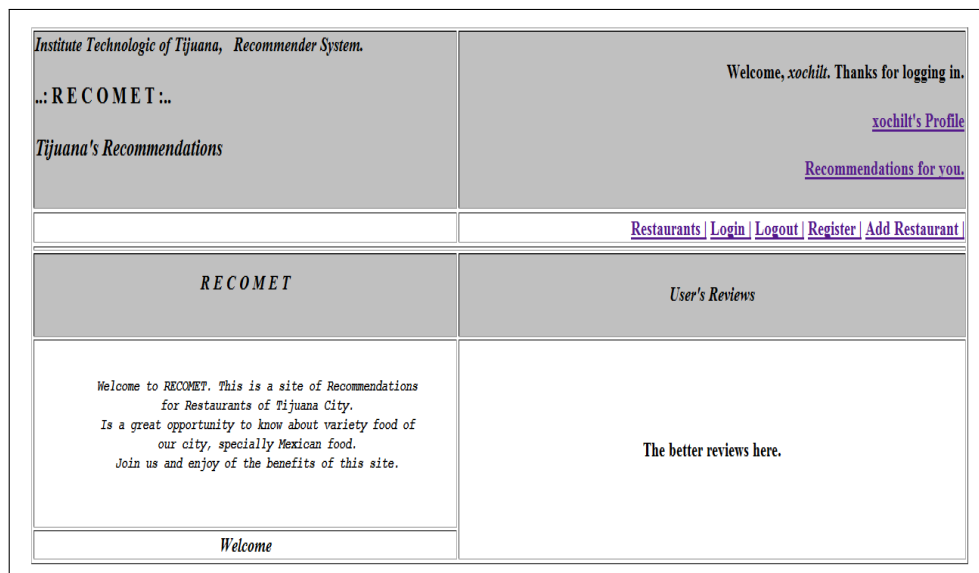 Institute Technologic of Tijuana, Recommender System.
..: R E C O M E T :..
Tijuana's Recommendations
Welcome, xochilt. Thanks for logging in.
xochilt's Profile
Recommendations for you.
Restaurants | Login | Logout | Register | Add Restaurant |
R E C O M E T
User's Reviews
Welcome to RECOMET. This is a site of Recommendations
for Restaurants of Tijuana City.
Is a great opportunity to know about variety food of
our city, specially Mexican food.
Join us and enjoy of the benefits of this site.
The better reviews here.
Welcome